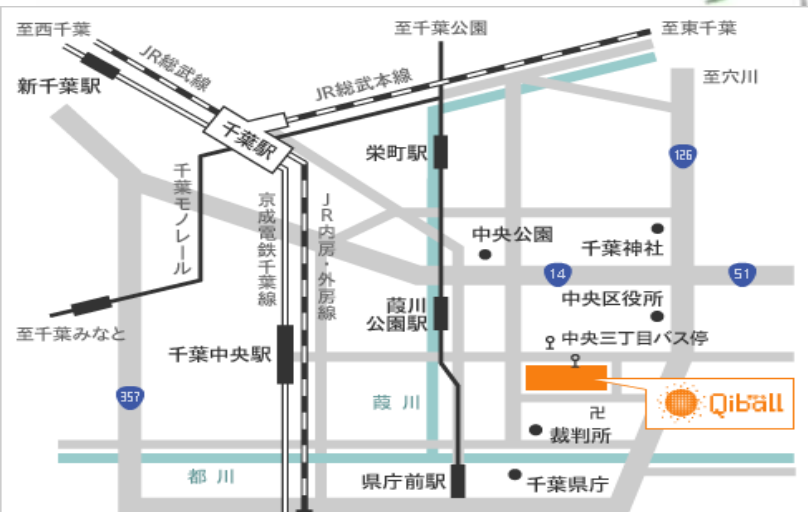 至西千葉
至千葉公園
至東千葉
JR総武線
JR総武本線
至穴川
新千葉駅
千葉駅
栄町駅
126
千葉モノレール
京成電鉄千葉線
JR内房・外房線
中央公園
千葉神社
14
51
中央区役所
葭川
公園駅
至千葉みなと
中央三丁目バス停
千葉中央駅
357
葭川
Qiball
卍
裁判所
都川
県庁前駅
千葉県庁